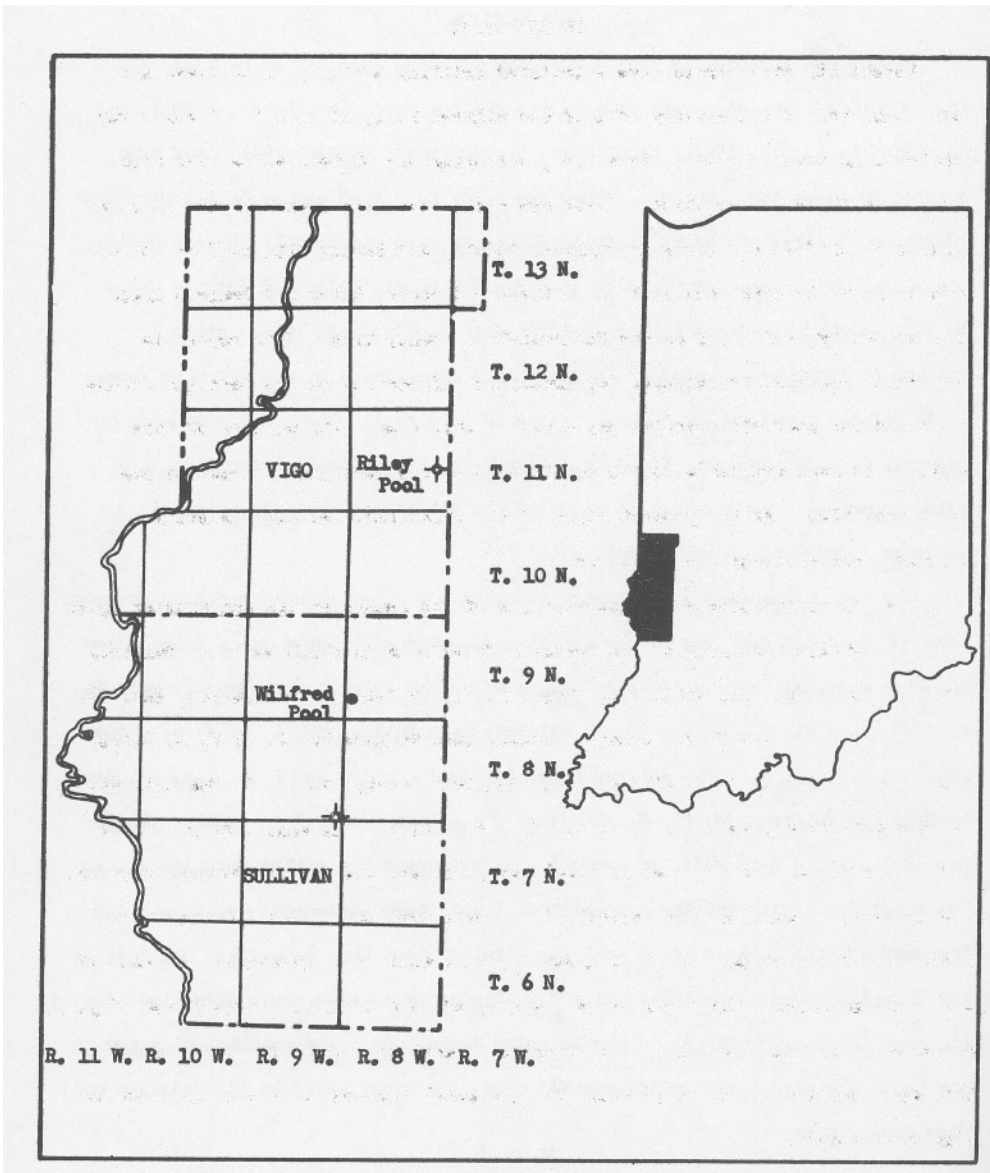 T. 13 N.
T. 12 N.
VIGO
Riley
Pool
T. 11 N.
T. 10 N.
T. 9 N.
Wilfred
Pool
T. 8 N.
SULLIVAN
T. 7 N.
T. 6 N.
R. 11 W. R. 10 W. R. 9 W. R. 8 W. R. 7 W.